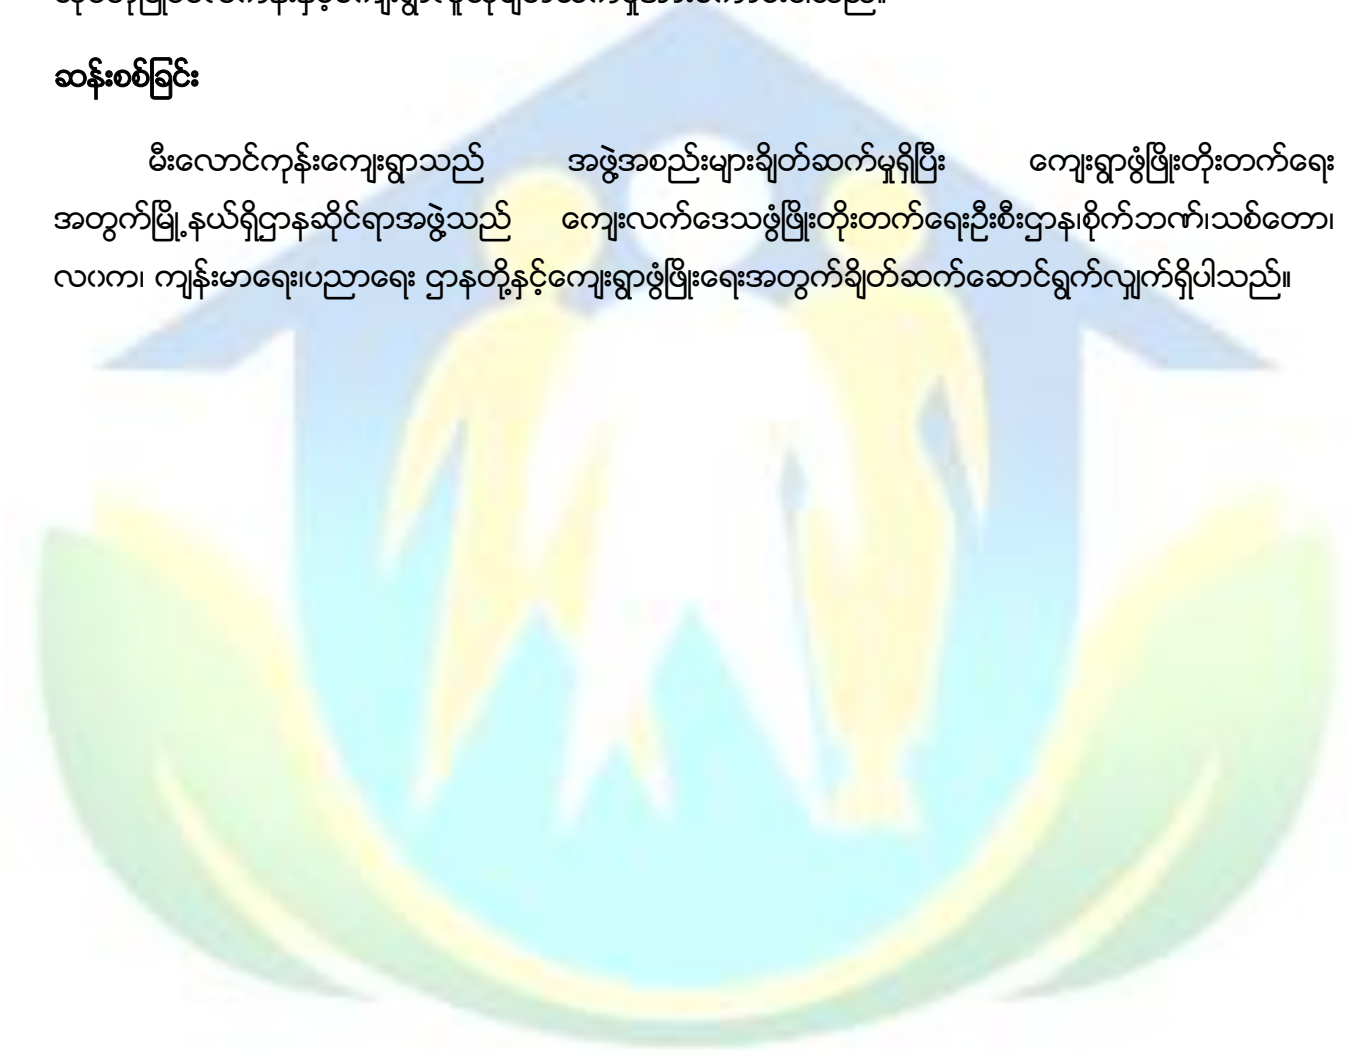 ဆန်းစစ်ခြင်း
မီးလောင်ကုန်းကျေးရွာသည် အဖွဲ့အစည်းများချိတ်ဆက်မှုရှိပြီး ကျေးရွာဖွံဖြိုးတိုးတက်ရေး
အတွက်မြို့နယ်ရှိဌာနဆိုင်ရာအဖွဲ့သည် ကျေးလက်ဒေသဖွံဖြိုးတိုးတက်ရေးဦးစီးဌာန၊စိုက်ဘဏ်၊သစ်တော၊
လ၀က၊ ကျန်းမာရေး၊ပညာရေး ဌာနတို့နှင့်ကျေးရွာဖွံဖြိုးရေးအတွက်ချိတ်ဆက်ဆောင်ရွက်လျှက်ရှိပါသည်။